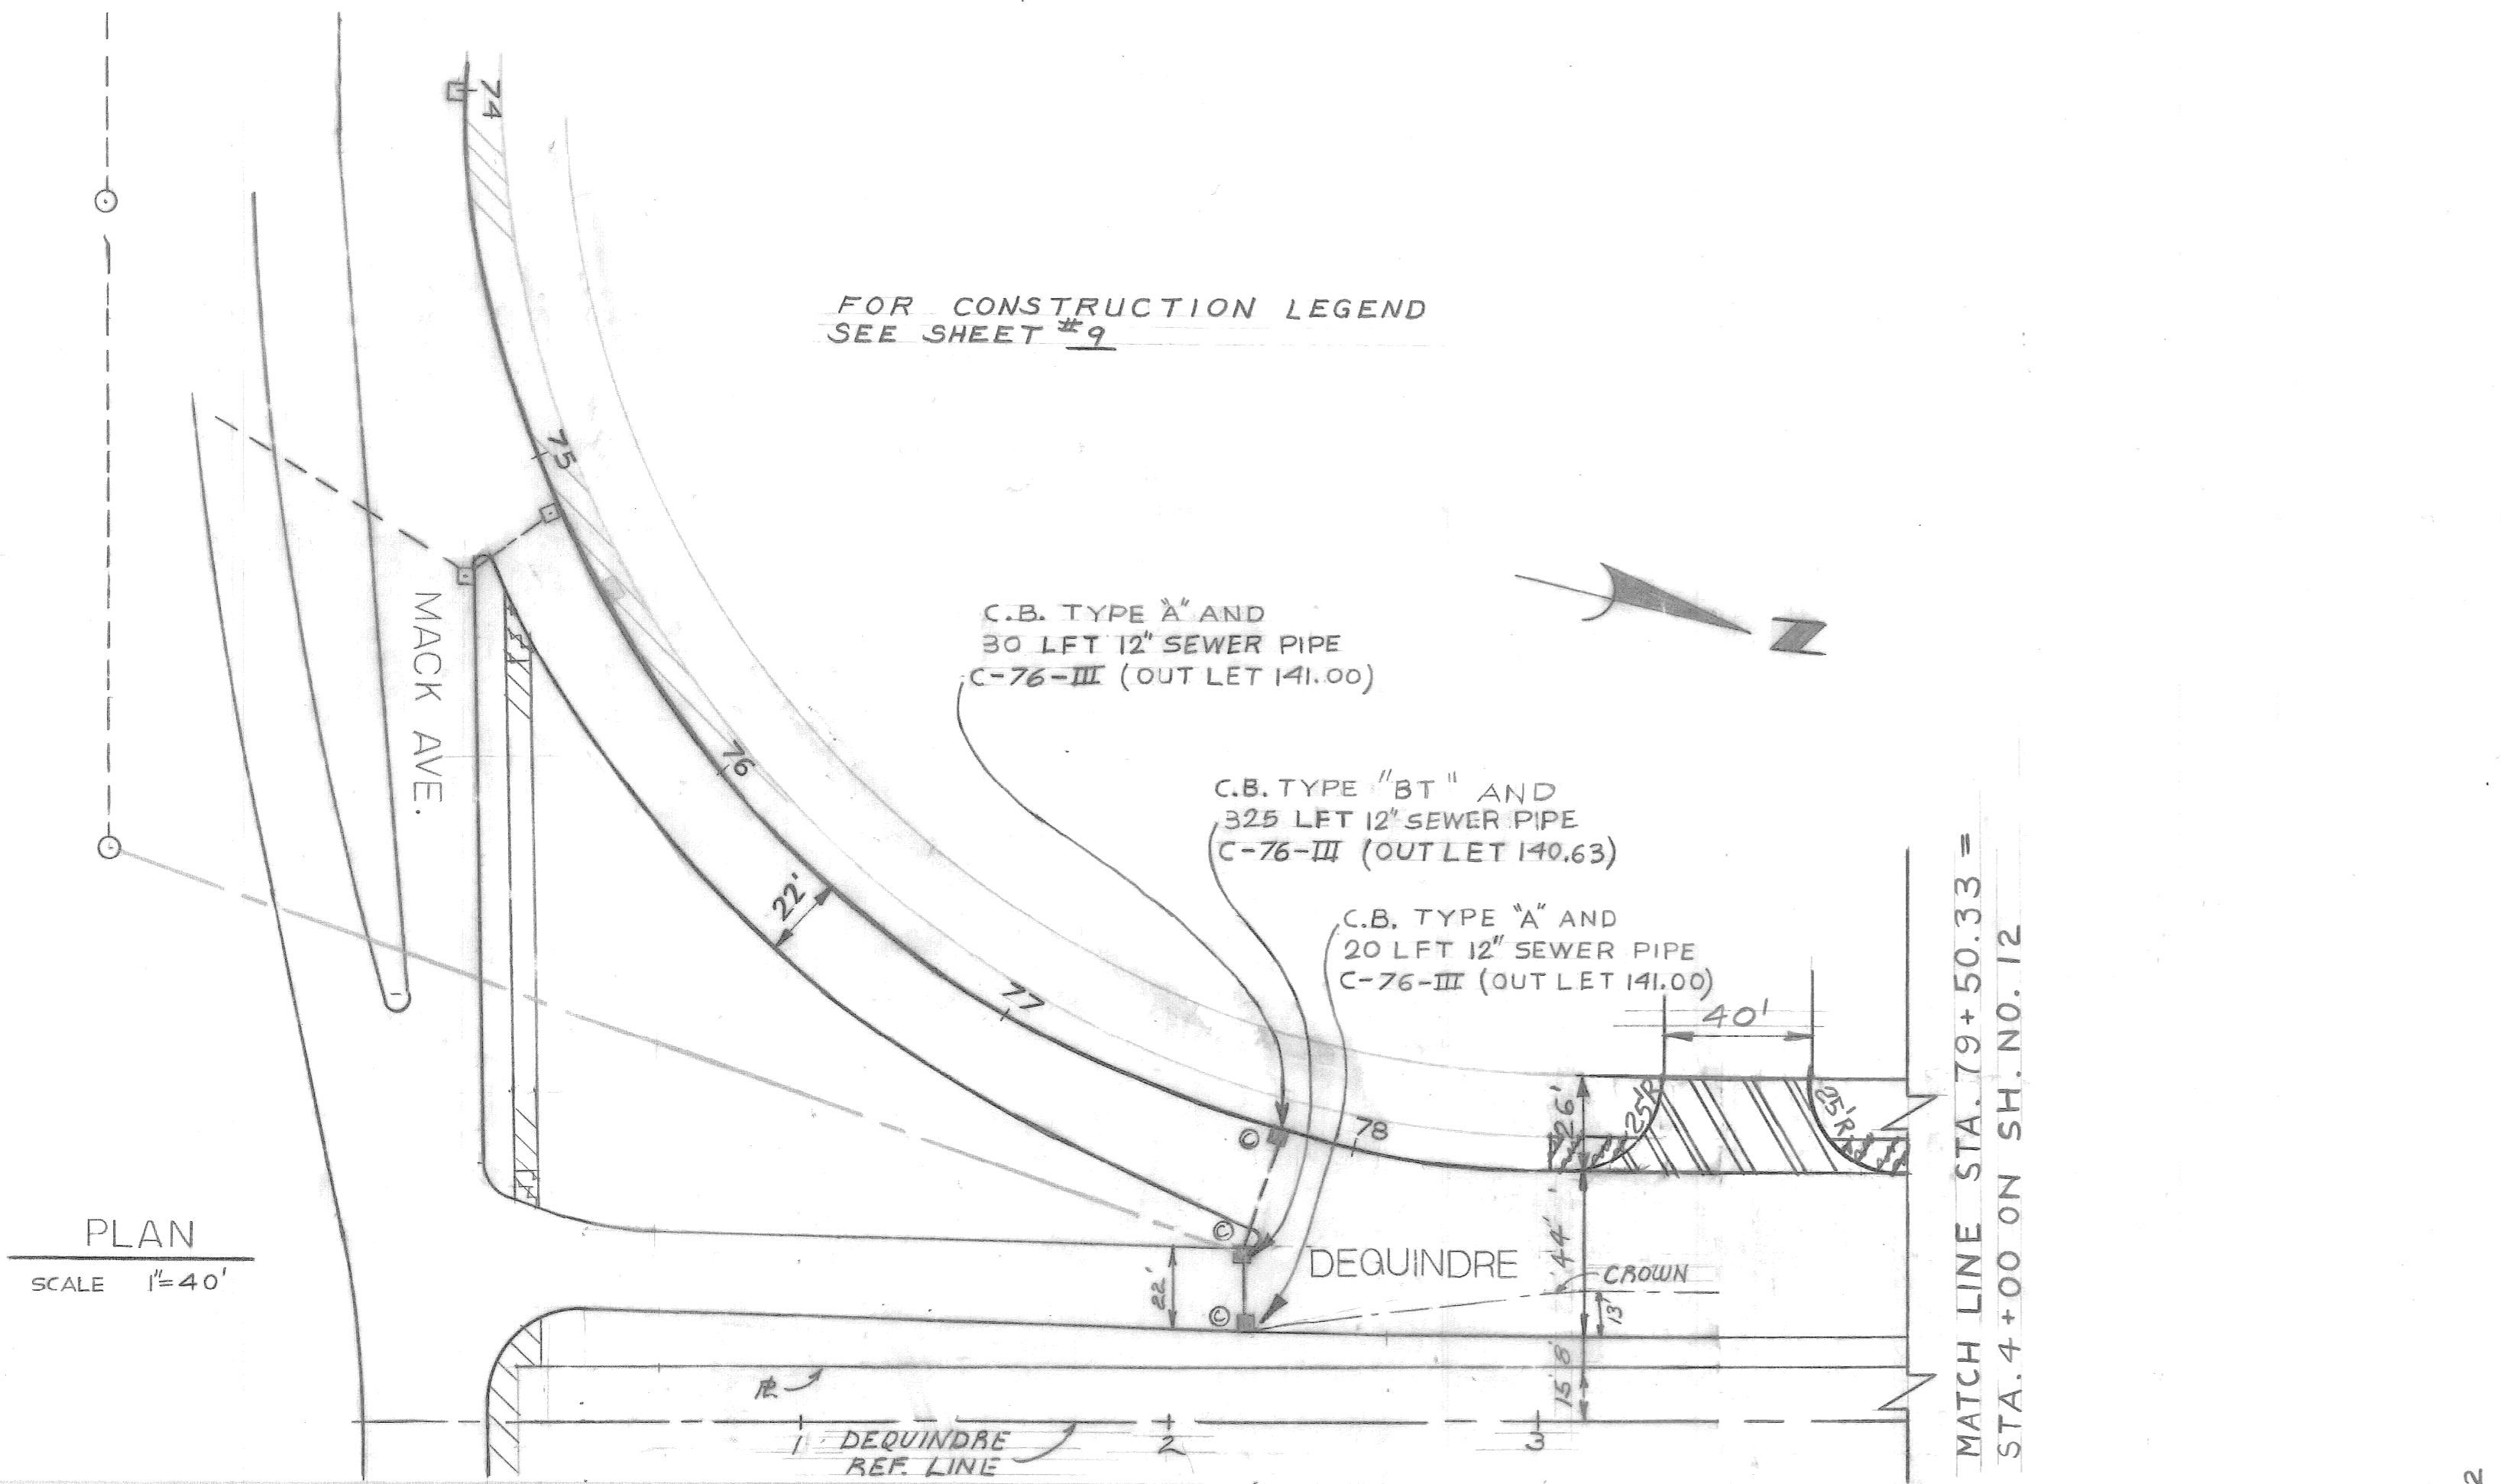 74
FOR CONSTRUCTION LEGEND
SEE SHEET #9
75
MACK AVE.
C.B. TYPE "A" AND
30 LFT 12" SEWER PIPE
C-76-III (OUT LET 141.00)
N
76
C.B. TYPE "BT" AND
325 LFT 12" SEWER PIPE
C-76-III (OUT LET 140.63)
22'
C.B. TYPE "A" AND
20 LFT 12" SEWER PIPE
C-76-III (OUT LET 141.00)
77
40'
MATCH LINE STA. 79+50.33 =
STA. 4+00 ON SH. NO. 12
26'
25'R
25'R
78
©
©
©
PLAN
SCALE 1"=40'
22'
DEQUINDRE
44'
CROWN
13'
8'
15'
PL
1
2
3
DEQUINDRE
REF. LINE
2